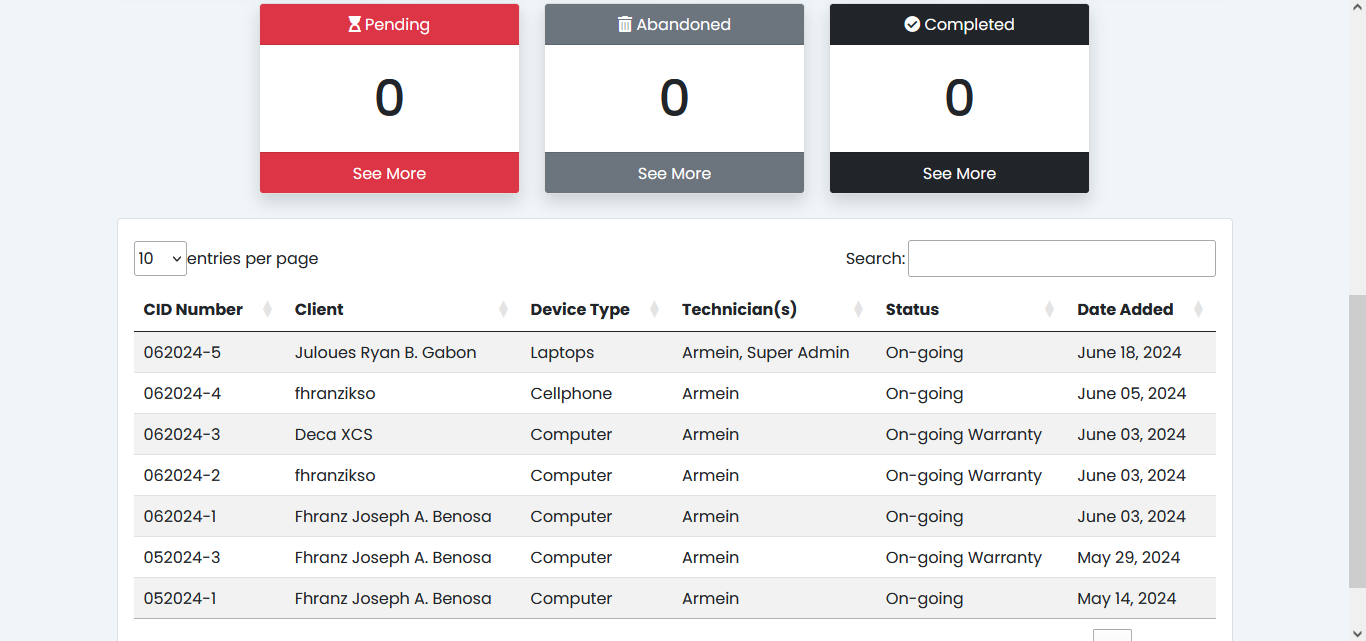 Pending Abandoned Completed
0 0 0
See More See More See More
10 entries per page Search:
CID Number Client Device Type Technician(s) Status Date Added
062024-5 Juloues Ryan B. Gabon Laptops Armein, Super Admin On-going June 18, 2024
062024-4 fhranzikso Cellphone Armein On-going June 05, 2024
062024-3 Deca XCS Computer Armein On-going Warranty June 03, 2024
062024-2 fhranzikso Computer Armein On-going Warranty June 03, 2024
062024-1 Fhranz Joseph A. Benosa Computer Armein On-going June 03, 2024
052024-3 Fhranz Joseph A. Benosa Computer Armein On-going Warranty May 29, 2024
052024-1 Fhranz Joseph A. Benosa Computer Armein On-going May 14, 2024